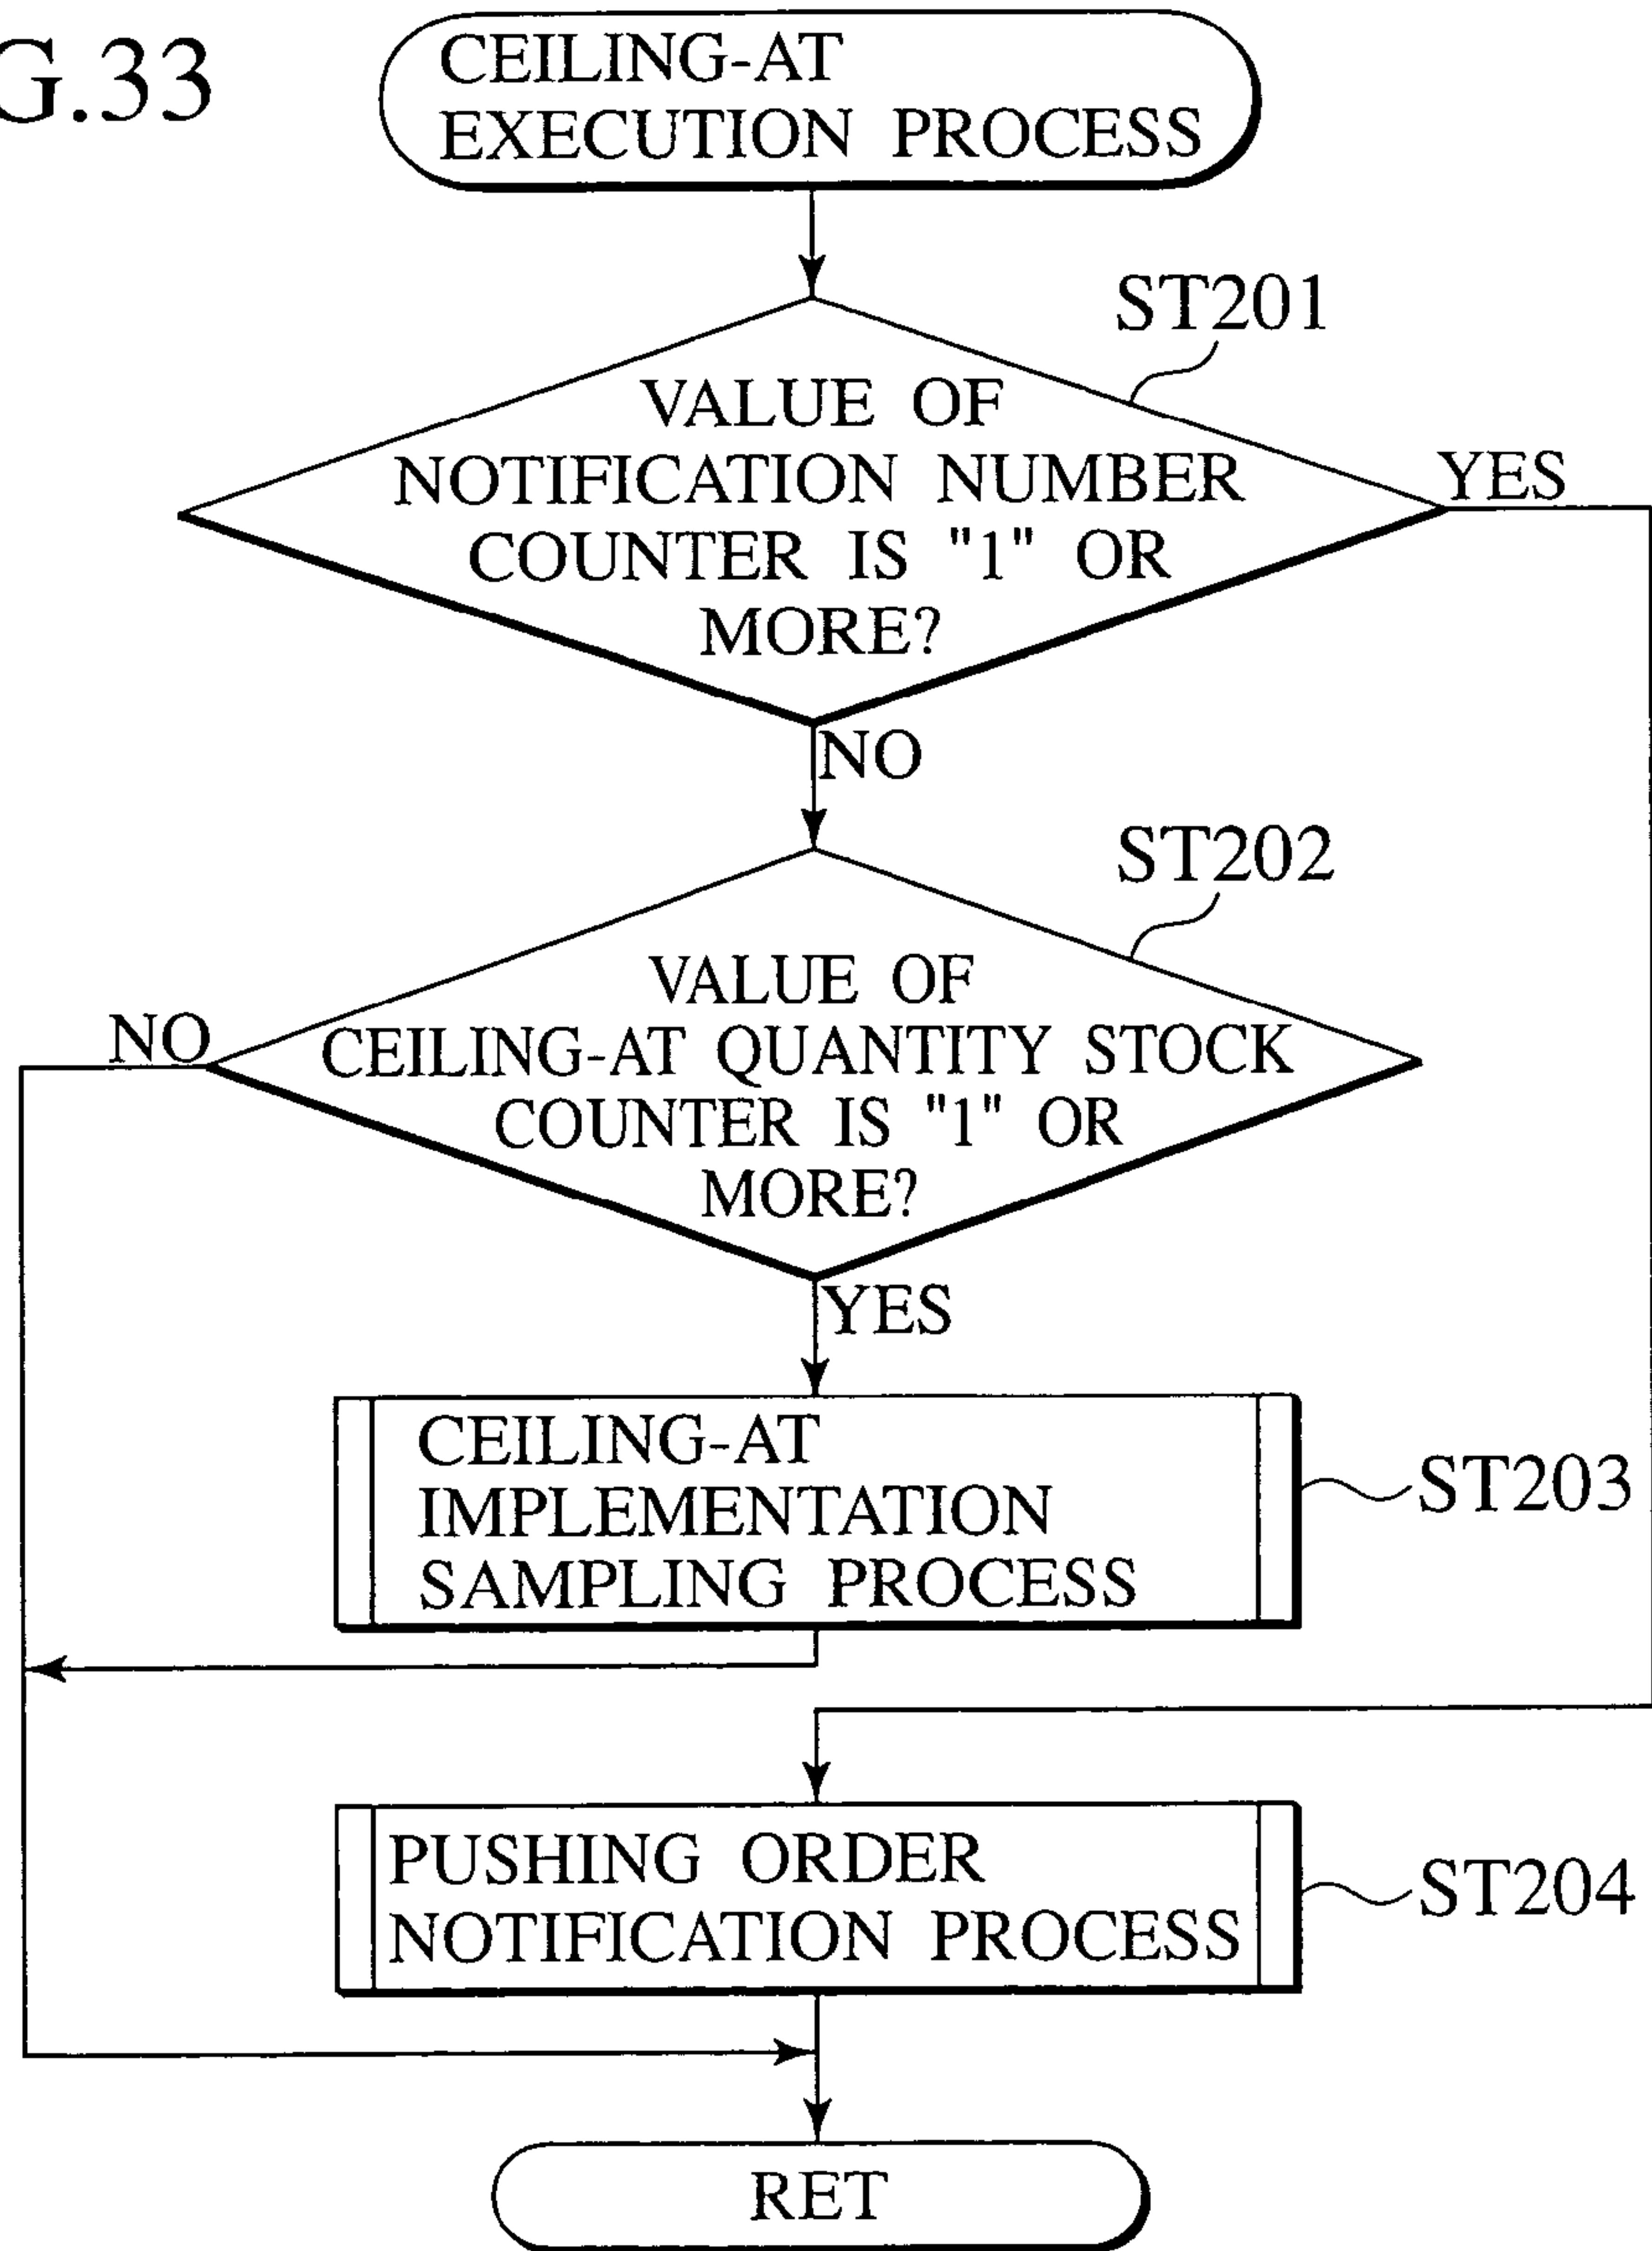 G.33
CEILING-AT
EXECUTION PROCESS
ST201
VALUE OF
NOTIFICATION NUMBER
COUNTER IS "1" OR
MORE?
YES
NO
ST202
VALUE OF
CEILING-AT QUANTITY STOCK
COUNTER IS "1" OR
MORE?
NO
YES
CEILING-AT
IMPLEMENTATION
SAMPLING PROCESS
ST203
PUSHING ORDER
NOTIFICATION PROCESS
ST204
RET